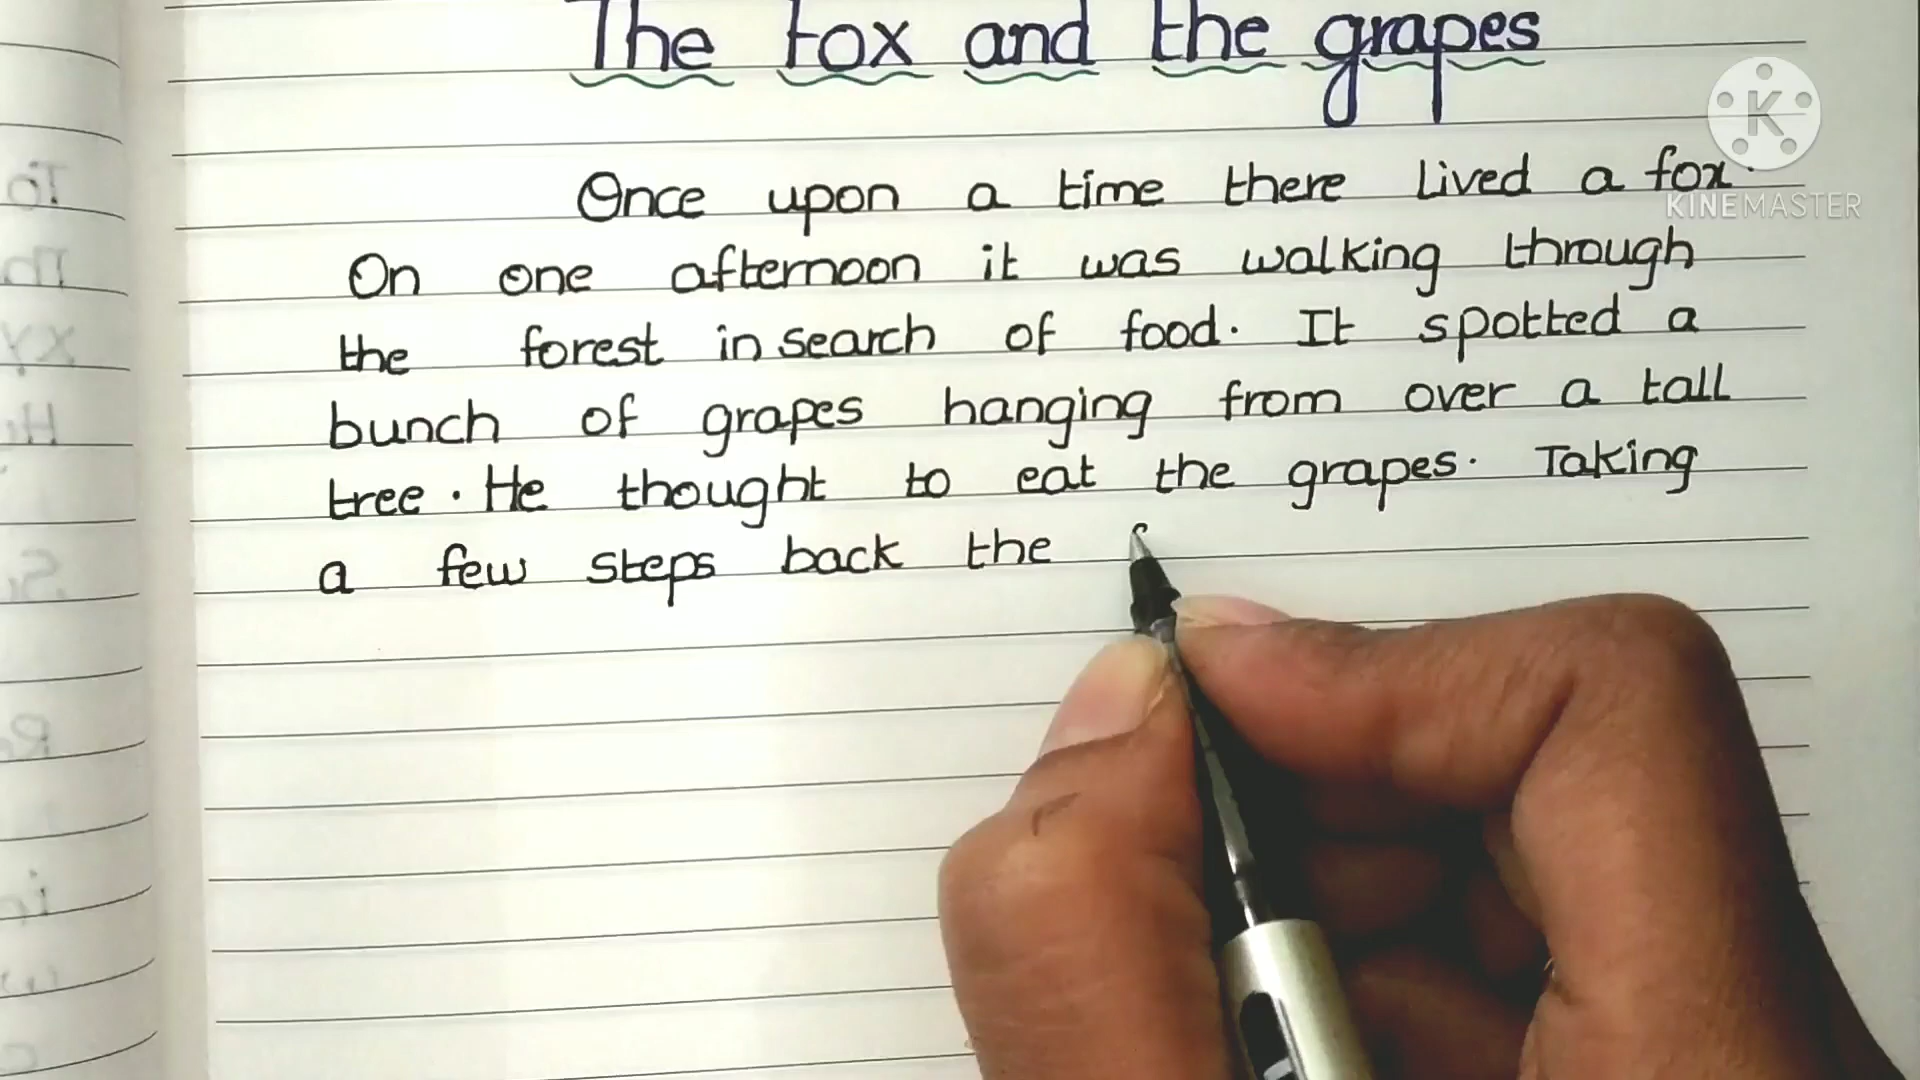 The fox and the grapes
K
Once upon a time there lived a fox.
KINEMASTER
On one afternoon it was walking through
the forest in search of food. It spotted a
bunch of grapes hanging from over a tall
tree. He thought to eat the grapes. Taking
a few steps back the